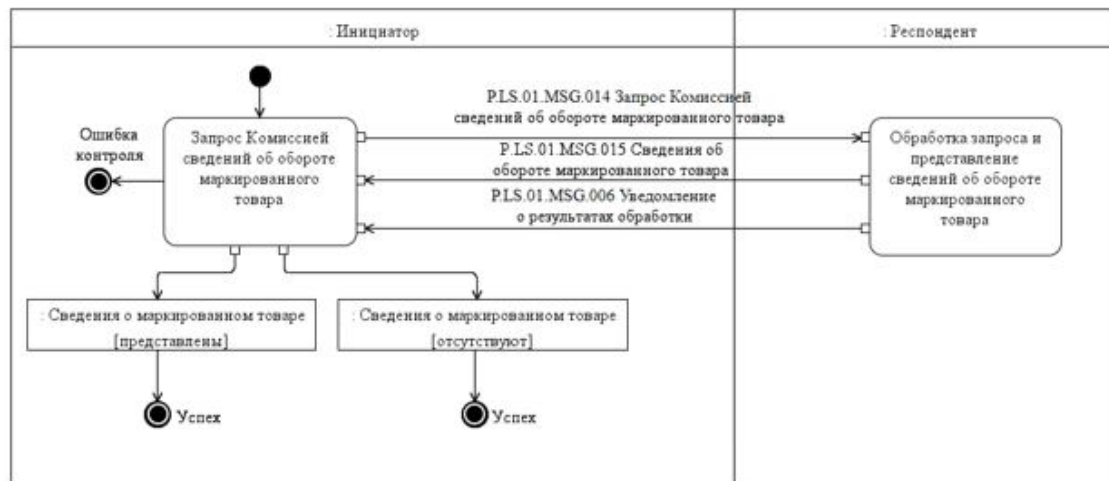 : Инициатор
: Респондент
Ошибка
контроля
Запрос Комиссией
сведений об обороте
маркированного
товара
P.LS.01.MSG.014 Запрос Комиссией
сведений об обороте маркированного товара
P.LS.01.MSG.015 Сведения об
обороте маркированного товара
P.LS.01.MSG.006 Уведомление
о результатах обработки
Обработка запроса и
представление
сведений об обороте
маркированного
товара
: Сведения о маркированном товаре
[представлены]
: Сведения о маркированном товаре
[отсутствуют]
Успех
Успех